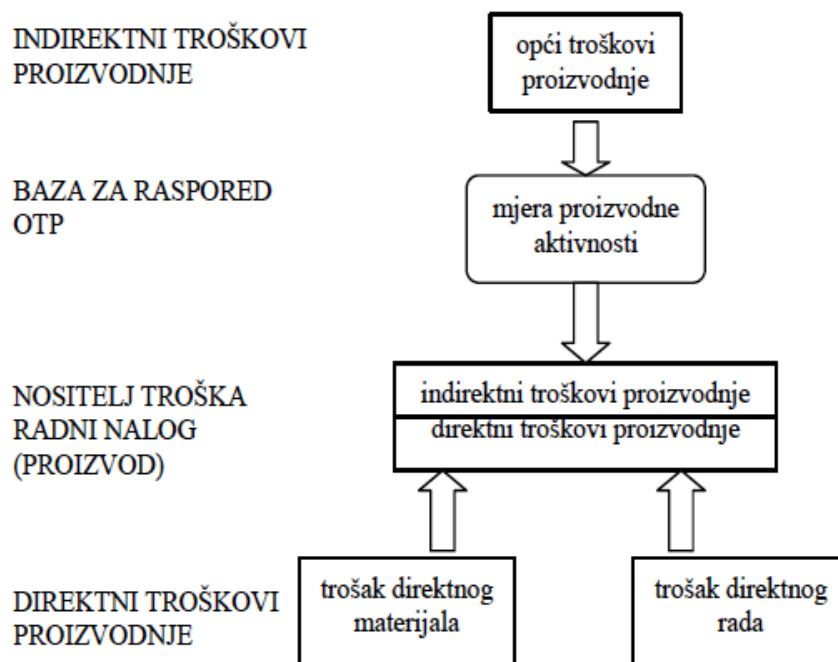 INDIREKTNI TROŠKOVI
PROIZVODNJE
opći troškovi
proizvodnje
BAZA ZA RASPORED
OTP
mjera proizvodne
aktivnosti
NOSITELJ TROŠKA
RADNI NALOG
(PROIZVOD)
indirektni troškovi proizvodnje
direktni troškovi proizvodnje
DIREKTNI TROŠKOVI
PROIZVODNJE
trošak direktnog
materijala
trošak direktnog
rada